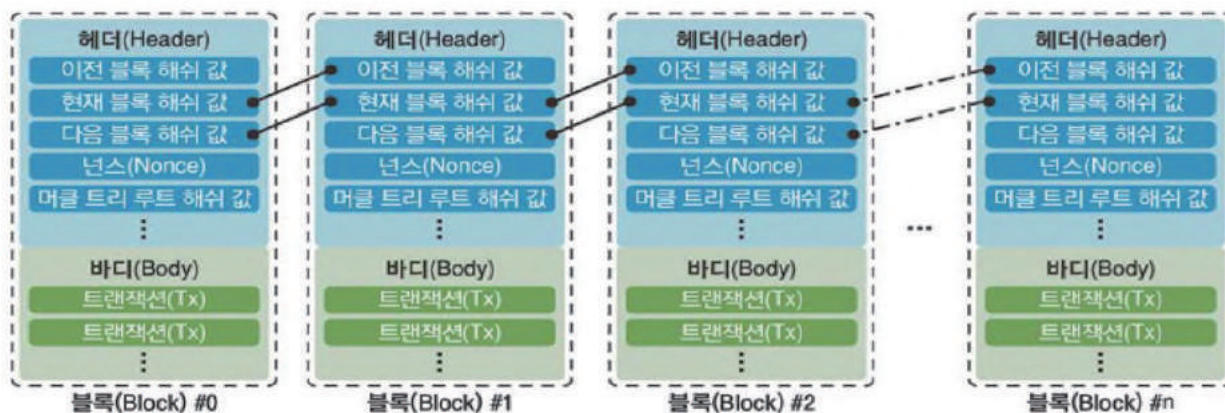 헤더(Header)
이전 블록 해쉬 값
현재 블록 해쉬 값
다음 블록 해쉬 값
넌스(Nonce)
머클 트리 루트 해쉬 값
바디(Body)
트랜잭션(Tx)
트랜잭션(Tx)
블록(Block) #0
헤더(Header)
이전 블록 해쉬 값
현재 블록 해쉬 값
다음 블록 해쉬 값
넌스(Nonce)
머클 트리 루트 해쉬 값
바디(Body)
트랜잭션(Tx)
트랜잭션(Tx)
블록(Block) #1
헤더(Header)
이전 블록 해쉬 값
현재 블록 해쉬 값
다음 블록 해쉬 값
넌스(Nonce)
머클 트리 루트 해쉬 값
바디(Body)
트랜잭션(Tx)
트랜잭션(Tx)
블록(Block) #2
...
헤더(Header)
이전 블록 해쉬 값
현재 블록 해쉬 값
다음 블록 해쉬 값
넌스(Nonce)
머클 트리 루트 해쉬 값
바디(Body)
트랜잭션(Tx)
트랜잭션(Tx)
블록(Block) #n